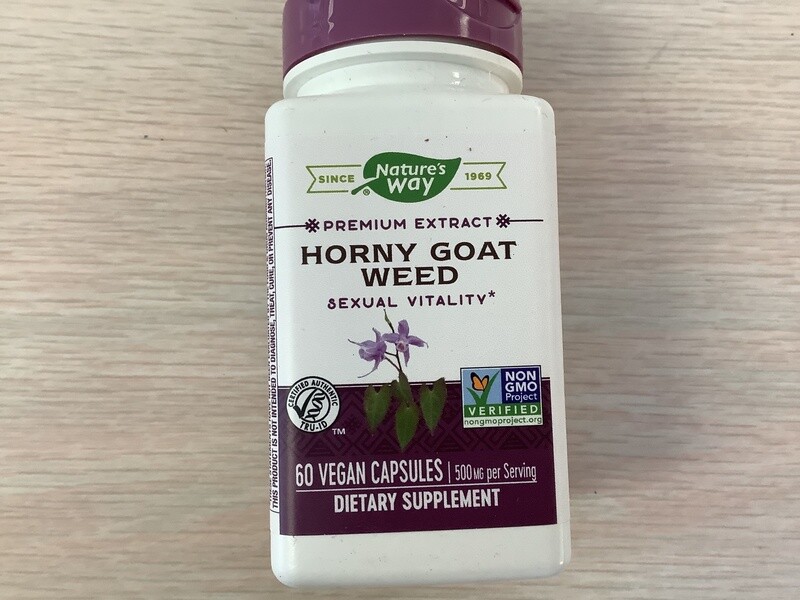 SINCE
Nature's
way
®
1969
PREMIUM EXTRACT
HORNY GOAT
WEED
SEXUAL VITALITY*
CERTIFIED AUTHENTIC
TRU-ID
TM
NON
GMO
Project
VERIFIED
nongmoproject.org
60 VEGAN CAPSULES | 500 MG per Serving
DIETARY SUPPLEMENT
THIS PRODUCT IS NOT INTENDED TO DIAGNOSE, TREAT, CURE, OR PREVENT ANY DISEASE.